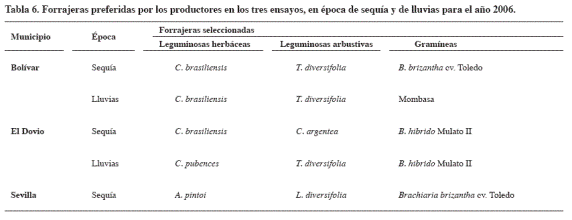 Tabla 6. Forrajeras preferidas por los productores en los tres ensayos, en época de sequía y de lluvias para el año 2006.
Municipio Época Forrajeras seleccionadas
Leguminosas herbáceas Leguminosas arbustivas Gramíneas
Bolívar Sequía C. brasiliensis T. diversifolia B. brizantha cv. Toledo
Lluvias C. brasiliensis T. diversifolia Mombasa
El Dovio Sequía C. brasiliensis C. argentea B. híbrido Mulato II
Lluvias C. pubences T. diversifolia B. híbrido Mulato II
Sevilla Sequía A. pintoi L. diversifolia Brachiaria brizantha cv. Toledo